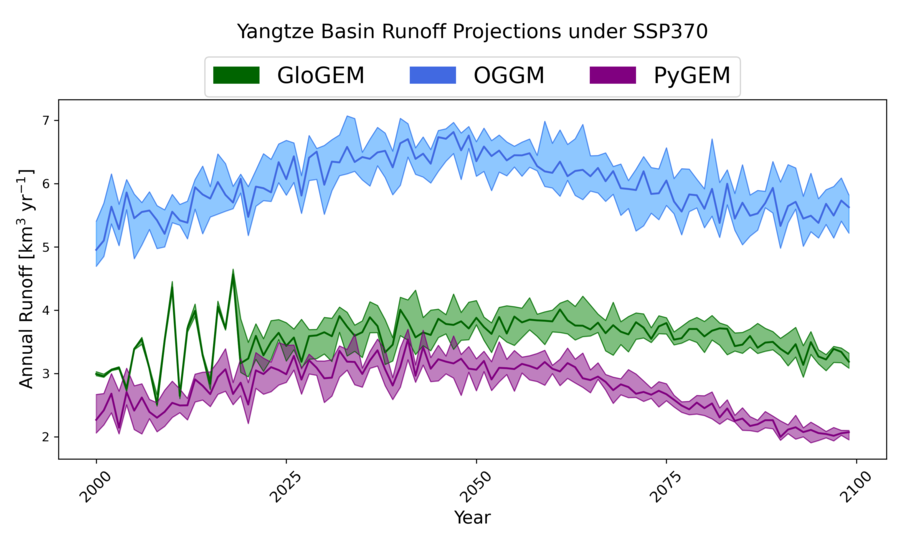 Yangtze Basin Runoff Projections under SSP370
GloGEM OGGM PyGEM
Annual Runoff [km³ yr⁻¹]
7
6
5
4
3
2
2000 2025 2050 2075 2100
Year